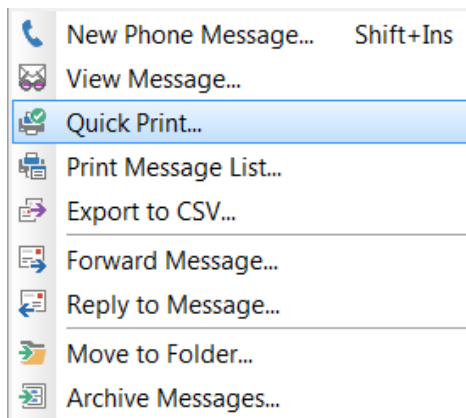 New Phone Message... Shift+Ins
View Message...
Quick Print...
Print Message List...
Export to CSV...
Forward Message...
Reply to Message...
Move to Folder...
Archive Messages...